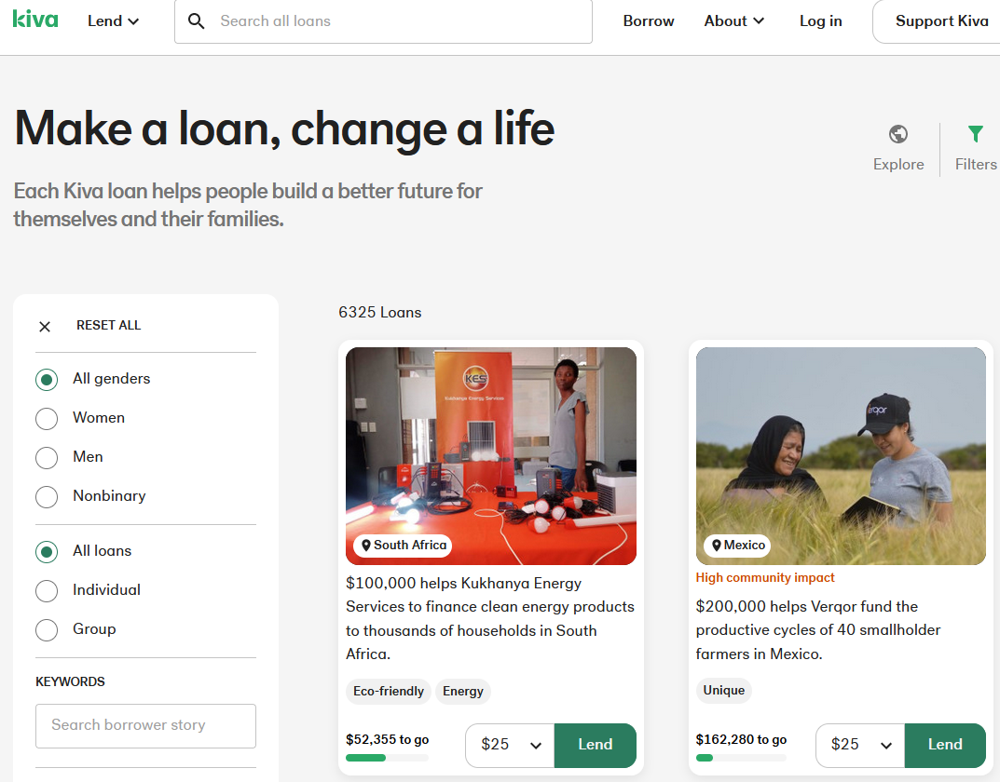 kiva
Lend
Search all loans
Borrow
About
Log in
Support Kiva
Make a loan, change a life
Each Kiva loan helps people build a better future for
themselves and their families.
Explore
Filters
RESET ALL
All genders
Women
Men
Nonbinary
All loans
Individual
Group
KEYWORDS
Search borrower story
6325 Loans
KES
Kukhanya Energy Services
South Africa
$100,000 helps Kukhanya Energy
Services to finance clean energy products
to thousands of households in South
Africa.
Eco-friendly
Energy
$52,355 to go
$25
Lend
verqor
Mexico
High community impact
$200,000 helps Verqor fund the
productive cycles of 40 smallholder
farmers in Mexico.
Unique
$162,280 to go
$25
Lend